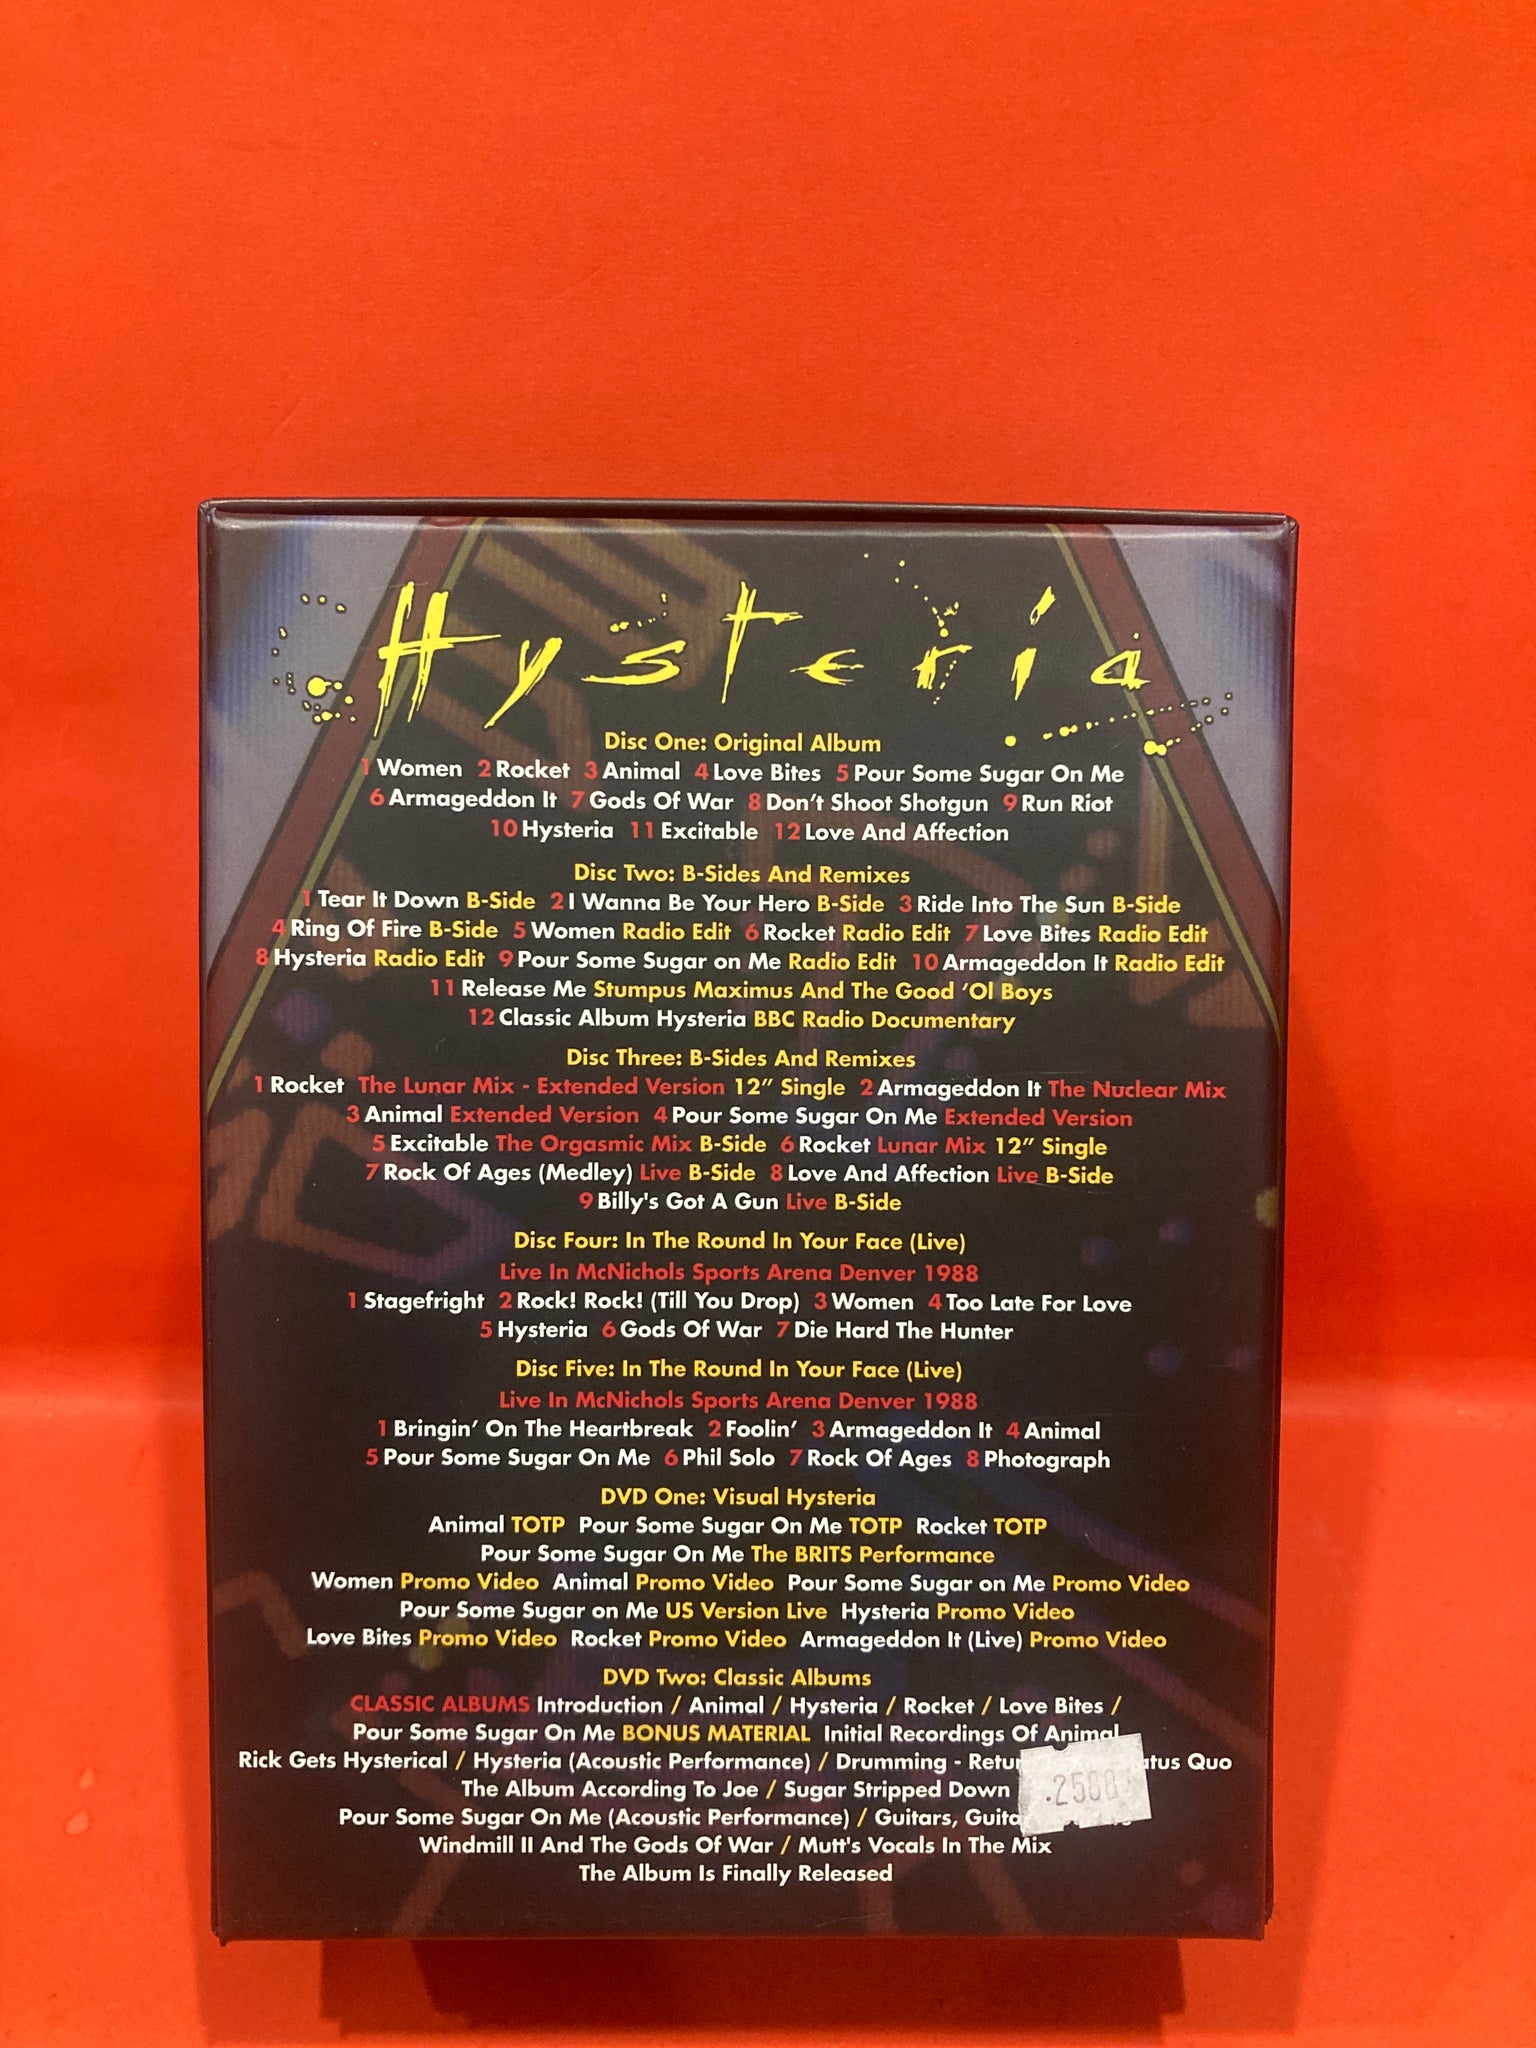 Hysteria
Disc One: Original Album
1 Women 2 Rocket 3 Animal 4 Love Bites 5 Pour Some Sugar On Me
6 Armageddon It 7 Gods Of War 8 Don't Shoot Shotgun 9 Run Riot
10 Hysteria 11 Excitable 12 Love And Affection
Disc Two: B-Sides And Remixes
1 Tear It Down B-Side 2 I Wanna Be Your Hero B-Side 3 Ride Into The Sun B-Side
4 Ring Of Fire B-Side 5 Women Radio Edit 6 Rocket Radio Edit 7 Love Bites Radio Edit
8 Hysteria Radio Edit 9 Pour Some Sugar on Me Radio Edit 10 Armageddon It Radio Edit
11 Release Me Stumpus Maximus And The Good 'Ol Boys
12 Classic Album Hysteria BBC Radio Documentary
Disc Three: B-Sides And Remixes
1 Rocket The Lunar Mix - Extended Version 12" Single 2 Armageddon It The Nuclear Mix
3 Animal Extended Version 4 Pour Some Sugar On Me Extended Version
5 Excitable The Orgasmic Mix B-Side 6 Rocket Lunar Mix 12" Single
7 Rock Of Ages (Medley) Live B-Side 8 Love And Affection Live B-Side
9 Billy's Got A Gun Live B-Side
Disc Four: In The Round In Your Face (Live)
Live In McNichols Sports Arena Denver 1988
1 Stagefright 2 Rock! Rock! (Till You Drop) 3 Women 4 Too Late For Love
5 Hysteria 6 Gods Of War 7 Die Hard The Hunter
Disc Five: In The Round In Your Face (Live)
Live In McNichols Sports Arena Denver 1988
1 Bringin' On The Heartbreak 2 Foolin' 3 Armageddon It 4 Animal
5 Pour Some Sugar On Me 6 Phil Solo 7 Rock Of Ages 8 Photograph
DVD One: Visual Hysteria
Animal TOTP Pour Some Sugar On Me TOTP Rocket TOTP
Pour Some Sugar On Me The BRITS Performance
Women Promo Video Animal Promo Video Pour Some Sugar on Me Promo Video
Pour Some Sugar on Me US Version Live Hysteria Promo Video
Love Bites Promo Video Rocket Promo Video Armageddon It (Live) Promo Video
DVD Two: Classic Albums
CLASSIC ALBUMS Introduction / Animal / Hysteria / Rocket / Love Bites /
Pour Some Sugar On Me BONUS MATERIAL Initial Recordings Of Animal
Rick Gets Hysterical / Hysteria (Acoustic Performance) / Drumming - Quo
The Album According To Joe / Sugar Stripped Down
Pour Some Sugar On Me (Acoustic Performance) / Guitars,
Windmill II And The Gods Of War / Mutt's Vocals In The Mix
The Album Is Finally Released